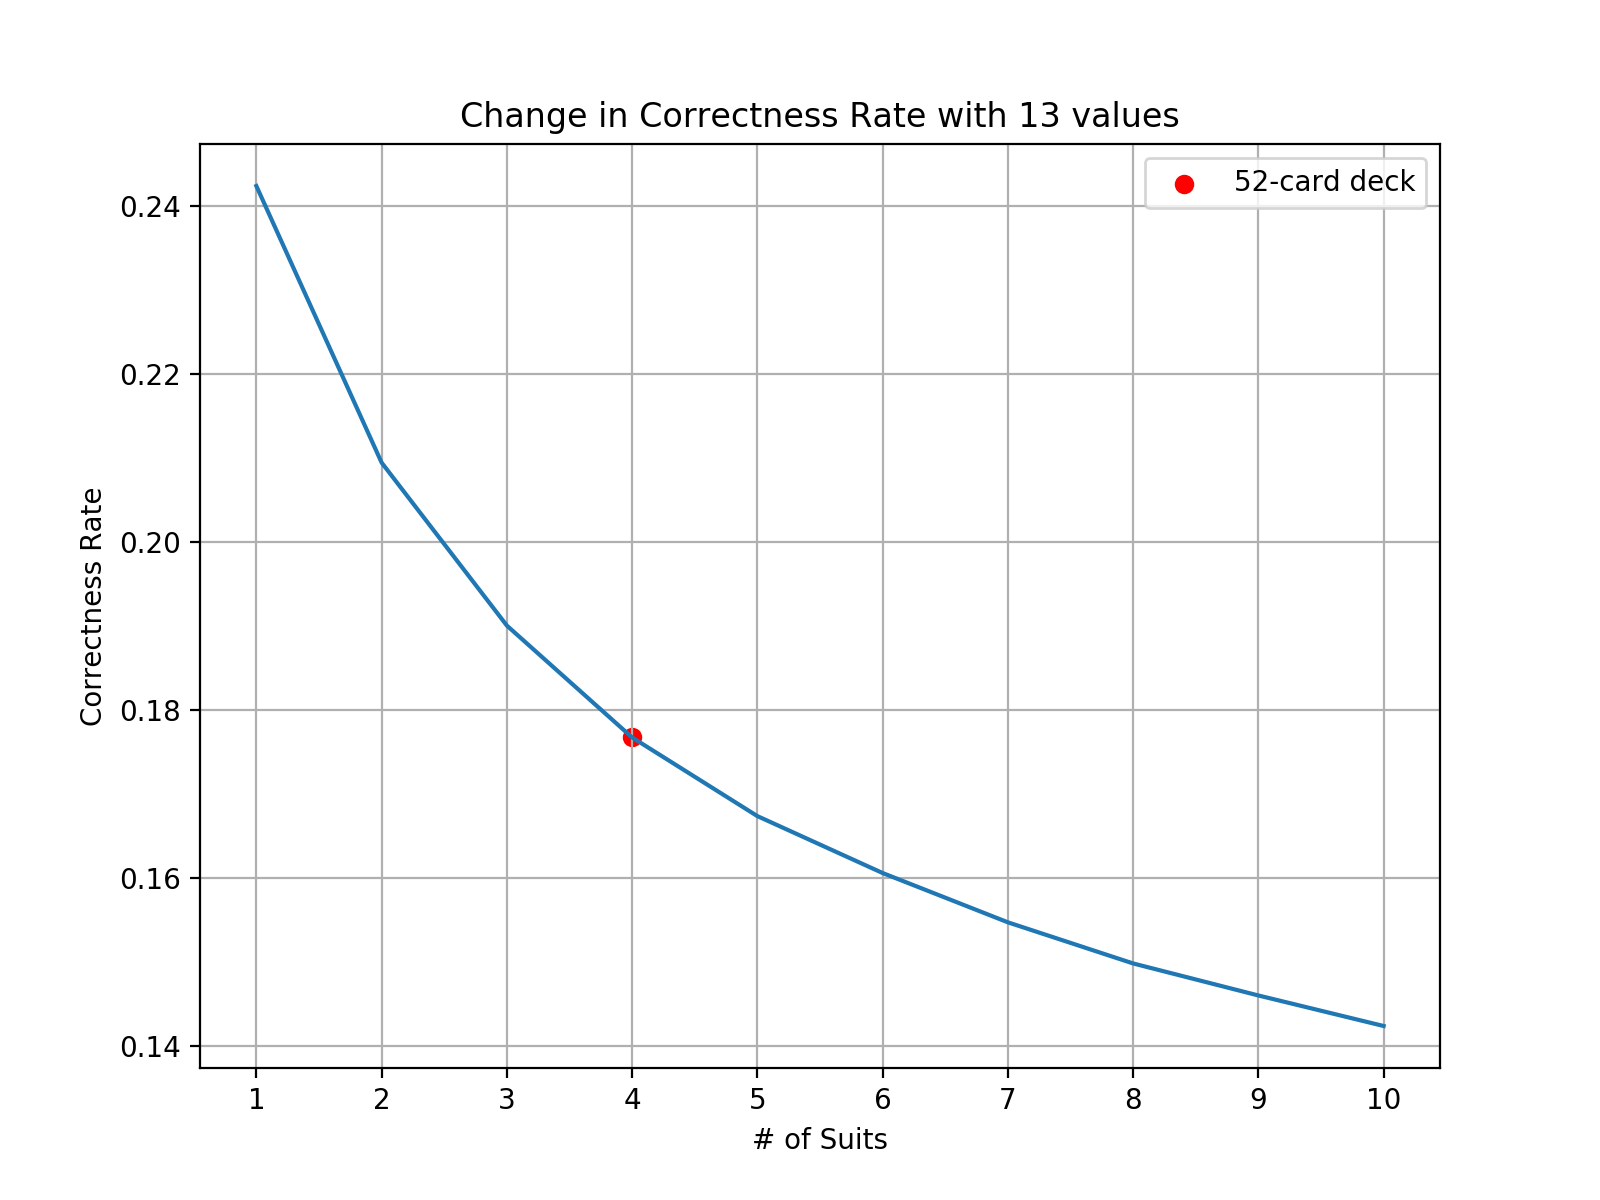 Change in Correctness Rate with 13 values
52-card deck
Correctness Rate
0.24
0.22
0.20
0.18
0.16
0.14
1 2 3 4 5 6 7 8 9 10
# of Suits